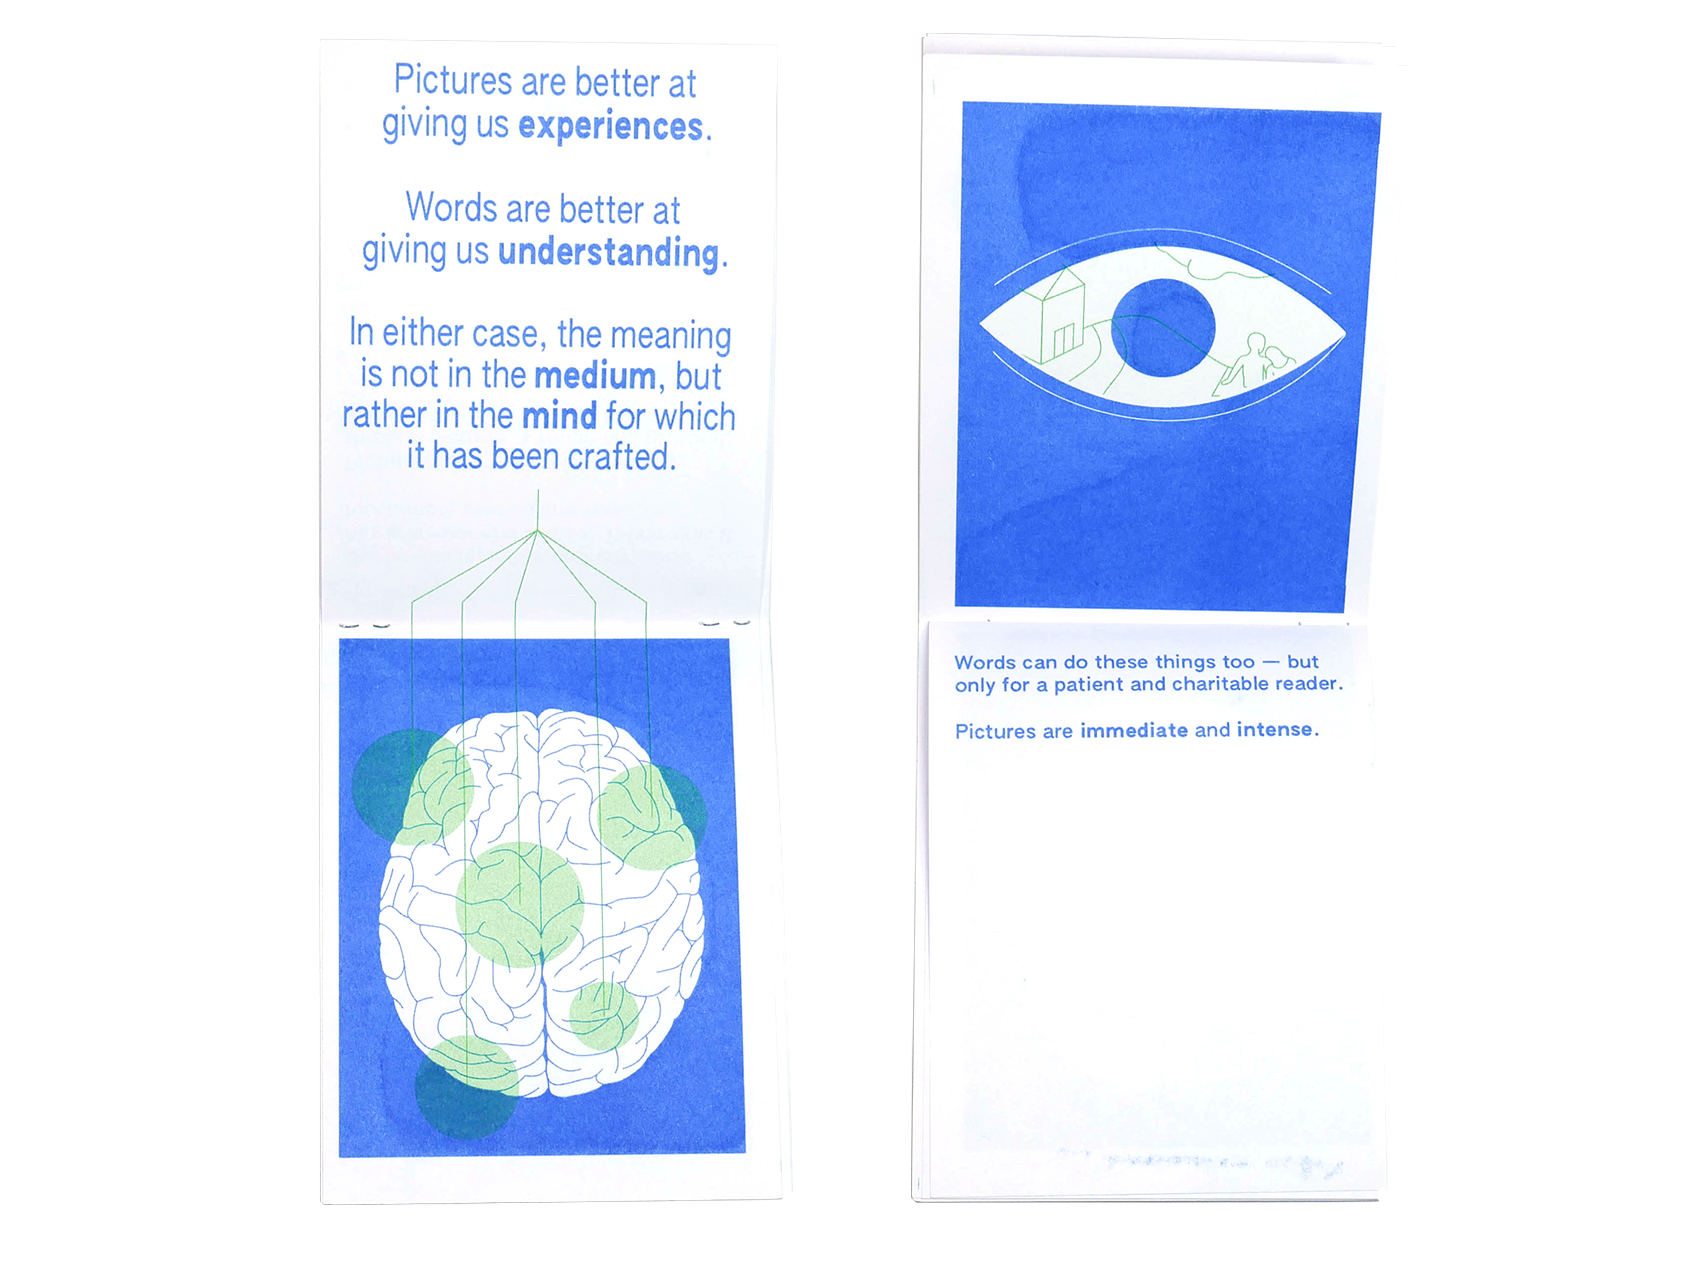 Pictures are better at
giving us experiences.
Words are better at
giving us understanding.
In either case, the meaning
is not in the medium, but
rather in the mind for which
it has been crafted.
Words can do these things too — but
only for a patient and charitable reader.
Pictures are immediate and intense.